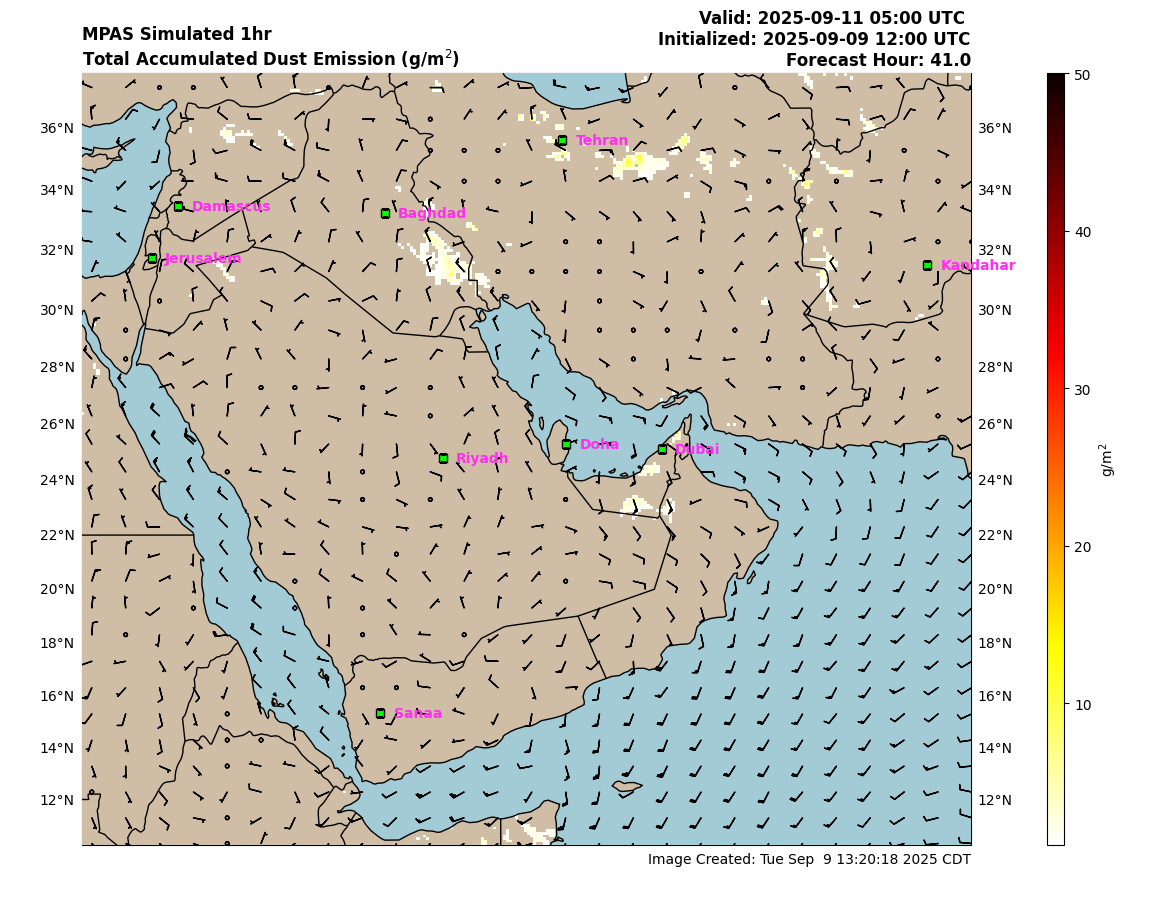 MPAS Simulated 1hr
Total Accumulated Dust Emission (g/m²)
Valid: 2025-09-11 05:00 UTC
Initialized: 2025-09-09 12:00 UTC
Forecast Hour: 41.0
36°N
34°N
32°N
30°N
28°N
26°N
24°N
22°N
20°N
18°N
16°N
14°N
12°N
Tehran
Damascus
Baghdad
Jerusalem
Kandahar
Doha
Dubai
Riyadh
Sanaa
36°N
34°N
32°N
30°N
28°N
26°N
24°N
22°N
20°N
18°N
16°N
14°N
12°N
50
40
30
20
10
g/m²
Image Created: Tue Sep  9 13:20:18 2025 CDT